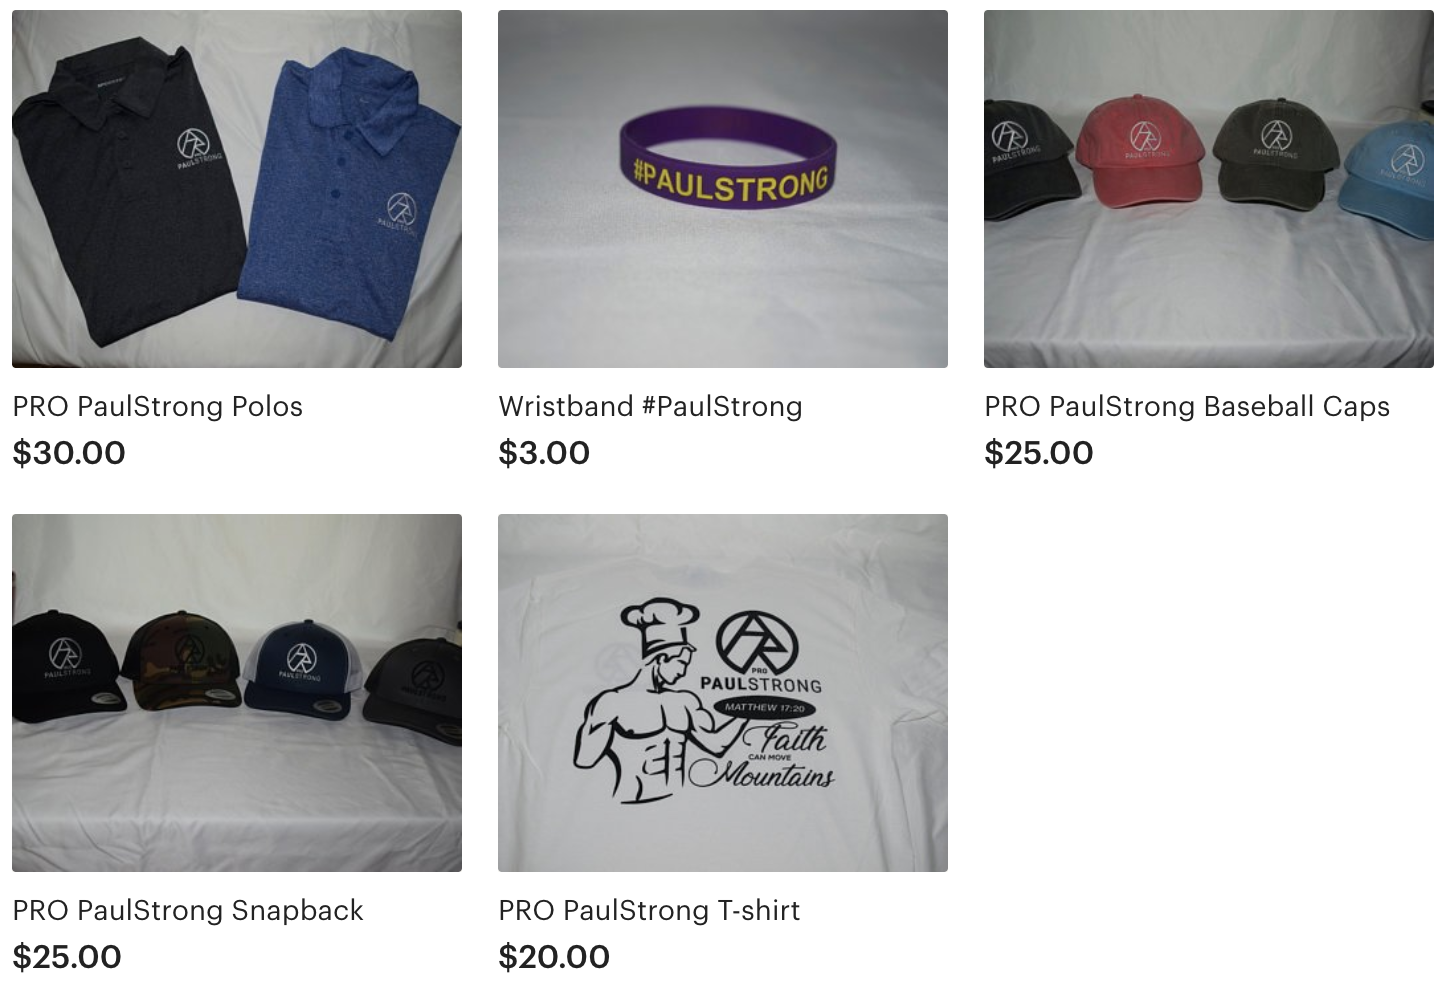 PAULSTRONG
PAULSTRONG
#PAULSTRONG
PAULSTRONG
PAULSTRONG
PAULSTRONG
PRO PaulStrong Polos
$30.00
Wristband #PaulStrong
$3.00
PRO PaulStrong Baseball Caps
$25.00
PAULSTRONG
PAULSTRONG
PRO
PAULSTRONG
MATTHEW 17:20
Faith
CAN MOVE
Mountains
PRO PaulStrong Snapback
$25.00
PRO PaulStrong T-shirt
$20.00